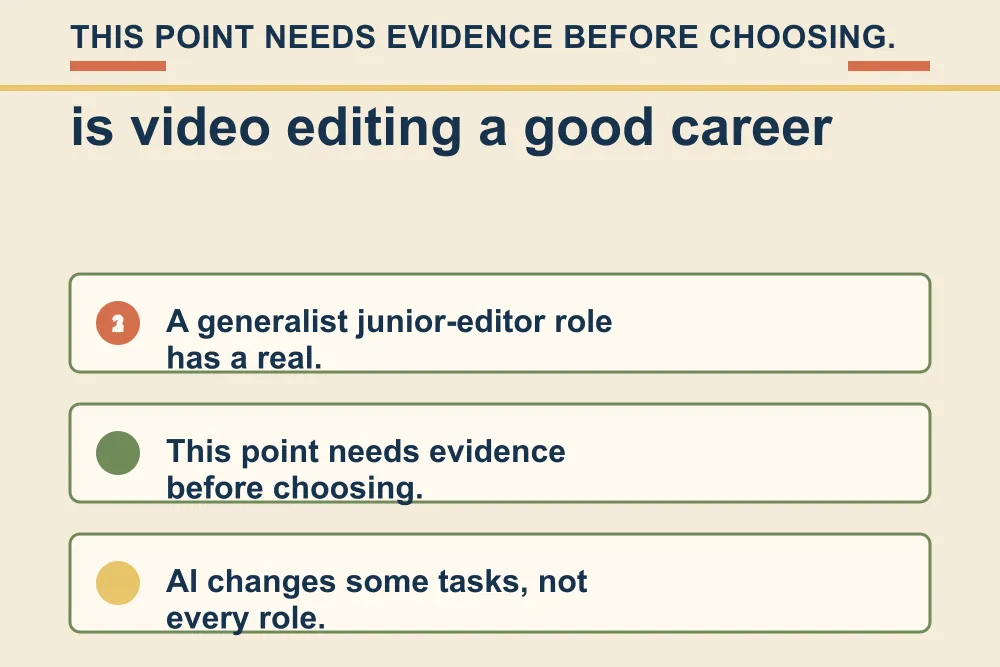 THIS POINT NEEDS EVIDENCE BEFORE CHOOSING.
is video editing a good career
A generalist junior-editor role
has a real.
This point needs evidence
before choosing.
AI changes some tasks, not
every role.